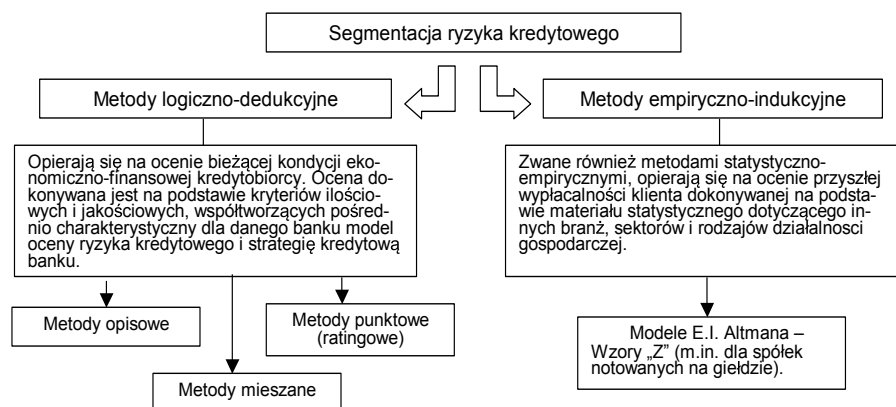 Segmentacja ryzyka kredytowego
Metody logiczno-dedukcyjne
Metody empiryczno-indukcyjne
Opierają się na ocenie bieżącej kondycji eko-
nomiczno-finansowej kredytobiorcy. Ocena do-
konywana jest na podstawie kryteriów ilościo-
wych i jakościowych, współtworzących pośred-
nio charakterystyczny dla danego banku model
oceny ryzyka kredytowego i strategię kredytową
banku.
Zwane również metodami statystyczno-
empirycznymi, opierają się na ocenie przyszłej
wypłacalności klienta dokonywanej na podsta-
wie materiału statystycznego dotyczącego in-
nych branż, sektorów i rodzajów działalnosci
gospodarczej.
Metody opisowe
Metody punktowe
(ratingowe)
Metody mieszane
Modele E.I. Altmana –
Wzory „Z” (m.in. dla spółek
notowanych na giełdzie).